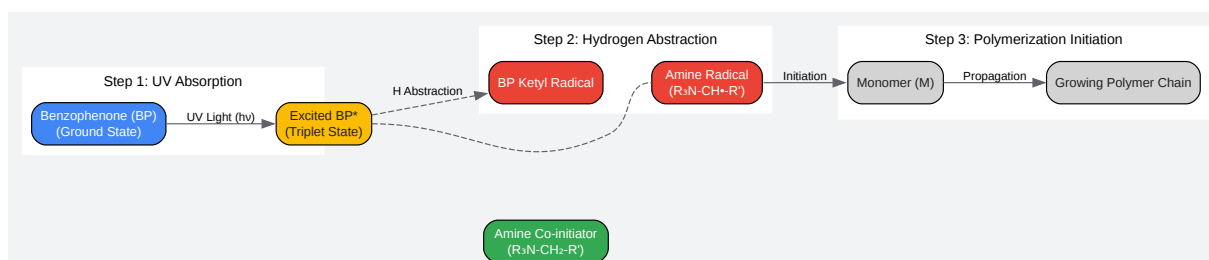 Step 1: UV Absorption
Benzophenone (BP)
(Ground State)
UV Light (hν)
Excited BP*
(Triplet State)
H Abstraction
Step 2: Hydrogen Abstraction
BP Ketyl Radical
Amine Radical
(R₃N-CH•-R')
Initiation
Step 3: Polymerization Initiation
Monomer (M)
Propagation
Growing Polymer Chain
Amine Co-initiator
(R₃N-CH₂-R')